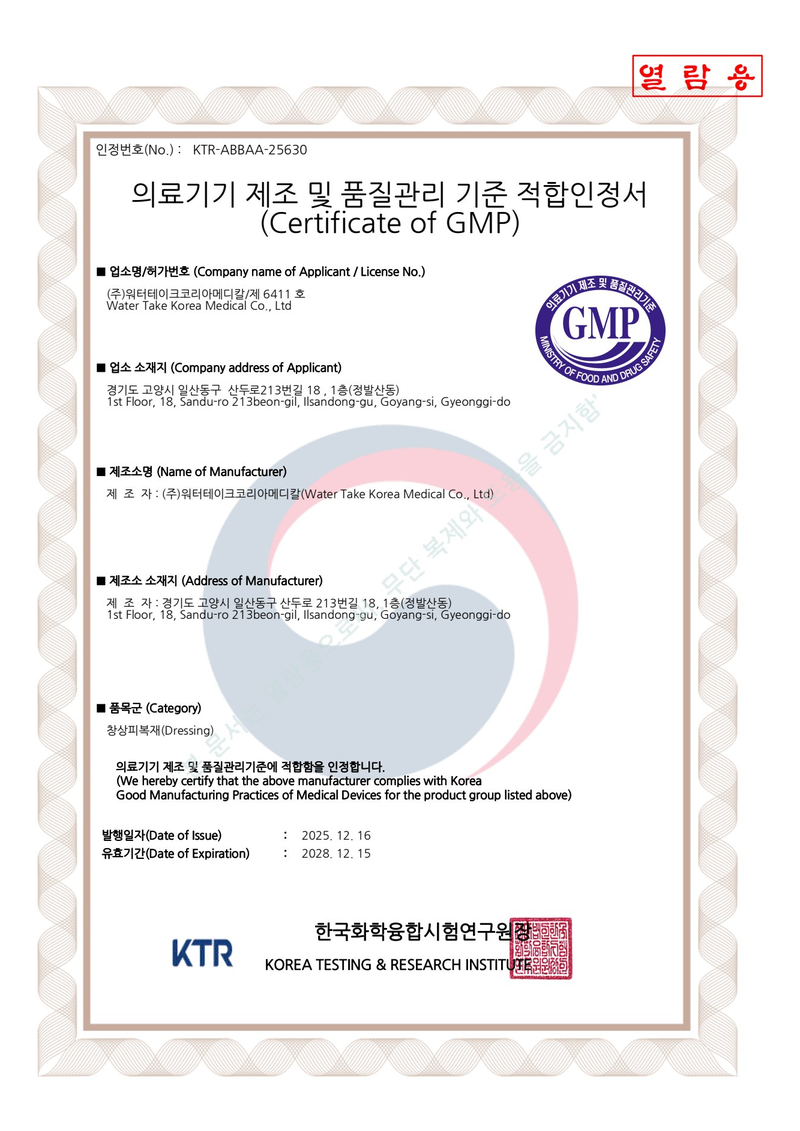 열 람 용
인정번호(No.) : KTR-ABBAA-25630
의료기기 제조 및 품질관리 기준 적합인정서
(Certificate of GMP)
■ 업소명/허가번호 (Company name of Applicant / License No.)
(주)워터테이크코리아메디칼/제 6411 호
Water Take Korea Medical Co., Ltd
의료기기 제조 및 품질관리기준
GMP
MINISTRY OF FOOD AND DRUG SAFETY
■ 업소 소재지 (Company address of Applicant)
경기도 고양시 일산동구 산두로213번길 18 , 1층(정발산동)
1st Floor, 18, Sandu-ro 213beon-gil, Ilsandong-gu, Goyang-si, Gyeonggi-do
■ 제조소명 (Name of Manufacturer)
제 조 자 : (주)워터테이크코리아메디칼(Water Take Korea Medical Co., Ltd)
■ 제조소 소재지 (Address of Manufacturer)
제 조 자 : 경기도 고양시 일산동구 산두로 213번길 18, 1층(정발산동)
1st Floor, 18, Sandu-ro 213beon-gil, Ilsandong-gu, Goyang-si, Gyeonggi-do
■ 품목군 (Category)
창상피복재(Dressing)
문서는 무단 복제와 금지함
의료기기 제조 및 품질관리기준에 적합함을 인정합니다.
(We hereby certify that the above manufacturer complies with Korea
Good Manufacturing Practices of Medical Devices for the product group listed above)
발행일자(Date of Issue) : 2025. 12. 16
유효기간(Date of Expiration) : 2028. 12. 15
KTR
한국화학융합시험연구원장
KOREA TESTING & RESEARCH INSTITUTE